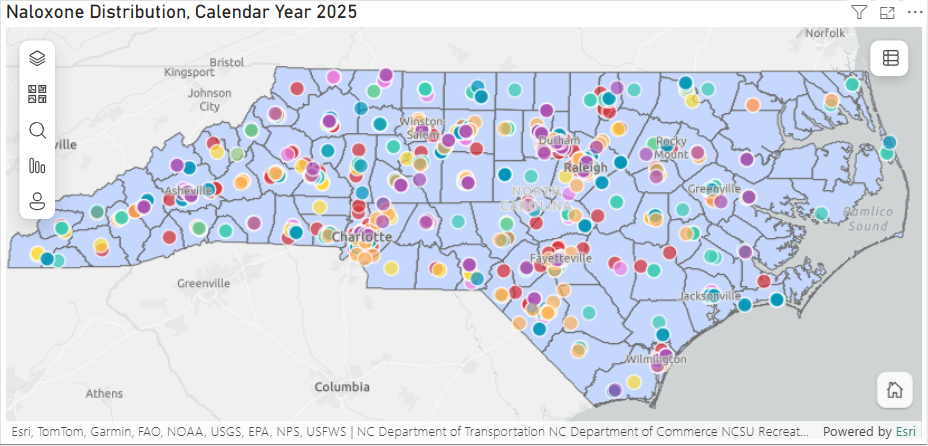 Naloxone Distribution, Calendar Year 2025
Norfolk
Bristol
Kingsport
Johnson
City
ville
Winston-
Salem
Durham
Rocky
Mount
Raleigh
Asheville
Greenville
NORTH
CAROLINA
Pamlico
Sound
Charlotte
Fayetteville
Greenville
Jacksonville
Wilmington
Columbia
Athens
Esri, TomTom, Garmin, FAO, NOAA, USGS, EPA, NPS, USFWS | NC Department of Transportation NC Department of Commerce NCSU Recreat... Powered by Esri